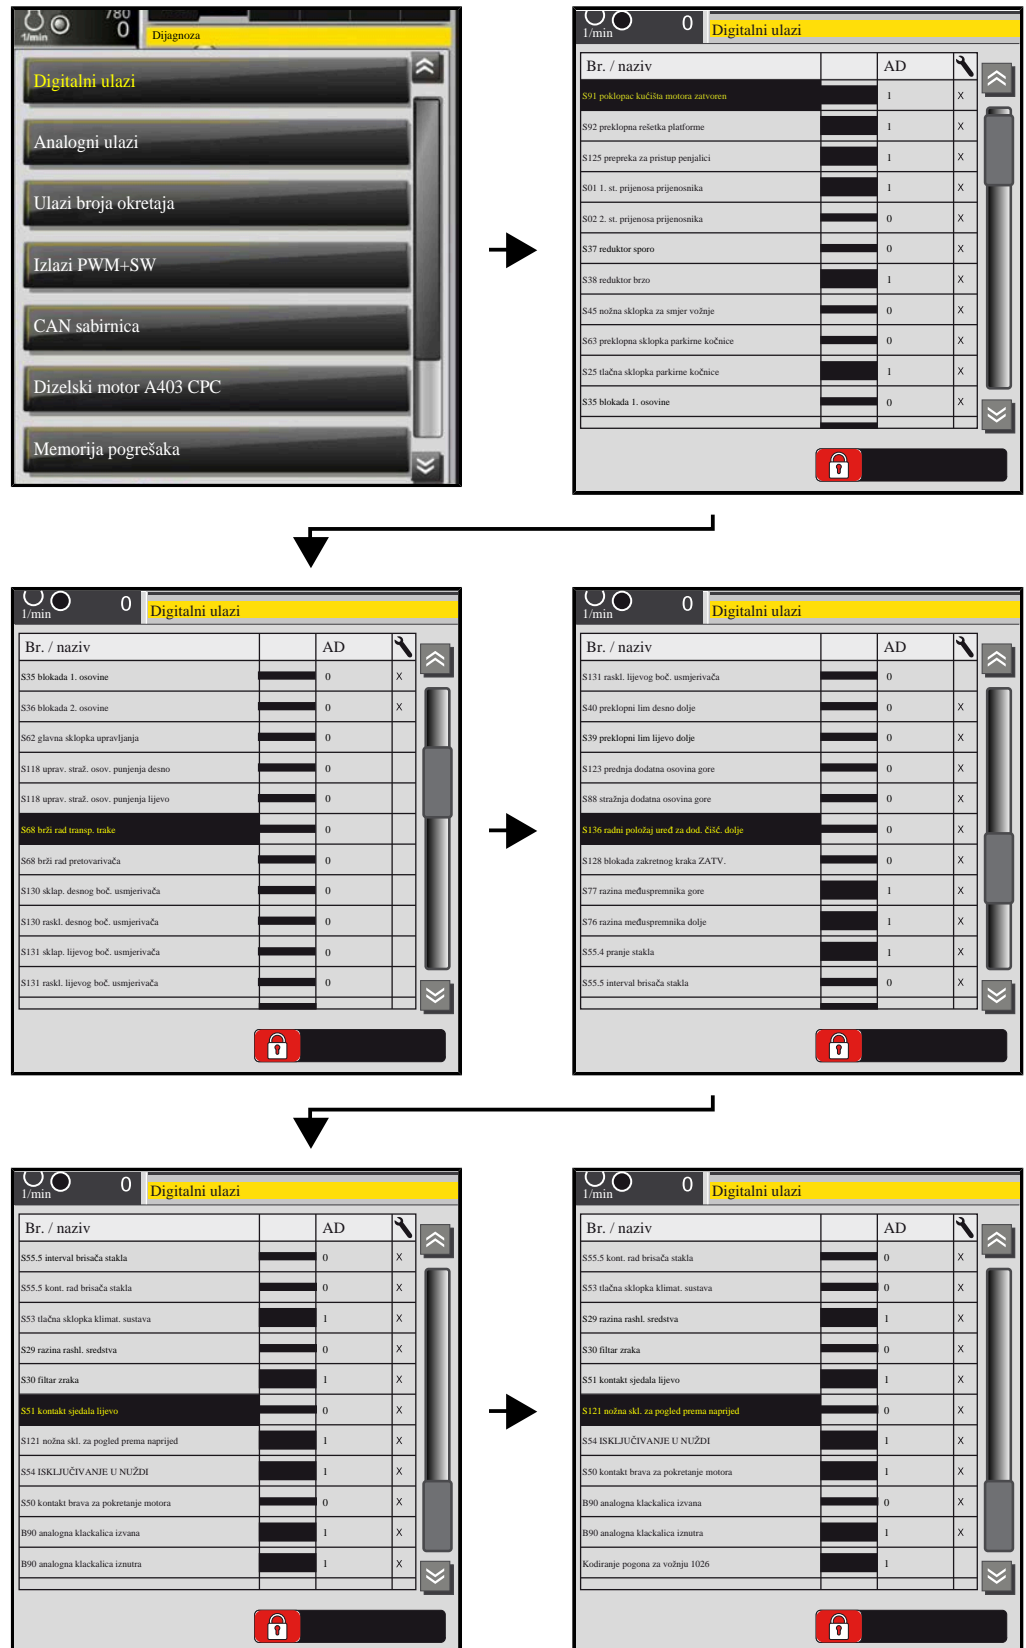 780
1/min 0
Dijagnoza
Digitalni ulazi
Analogni ulazi
Ulazi broja okretaja
Izlazi PWM+SW
CAN sabirnica
Dizelski motor A403 CPC
Memorija pogrešaka
1/min 0 Digitalni ulazi
Br. / naziv AD
S91 poklopac kučišta motora zatvoren 1 X
S92 preklopna rešetka platforme 1 X
S125 prepreka za pristup penjalici 1 X
S01 1. st. prijenosa prijenosnika 1 X
S02 2. st. prijenosa prijenosnika 0 X
S37 reduktor sporo 0 X
S38 reduktor brzo 1 X
S45 nožna sklopka za smjer vožnje 0 X
S63 preklopna sklopka parkirne kočnice 0 X
S25 tlačna sklopka parkirne kočnice 1 X
S35 blokada 1. osovine 0 X
1/min 0 Digitalni ulazi
Br. / naziv AD
S35 blokada 1. osovine 0 X
S36 blokada 2. osovine 0 X
S62 glavna sklopka upravljanja 0
S118 uprav. straž. osov. punjenja desno 0
S118 uprav. straž. osov. punjenja lijevo 0
S68 brži rad transp. trake 0
S68 brži rad pretovarivača 0
S130 sklap. desnog boč. usmjerivača 0
S130 raskl. desnog boč. usmjerivača 0
S131 sklap. lijevog boč. usmjerivača 0
S131 raskl. lijevog boč. usmjerivača 0
1/min 0 Digitalni ulazi
Br. / naziv AD
S131 raskl. lijevog boč. usmjerivača 0
S40 preklopni lim desno dolje 0 X
S39 preklopni lim lijevo dolje 0 X
S123 prednja dodatna osovina gore 0 X
S88 stražnja dodatna osovina gore 0 X
S136 radni položaj uređ za dod. čišć. dolje 0 X
S128 blokada zakretnog kraka ZATV. 0 X
S77 razina međuspremnika gore 1 X
S76 razina međuspremnika dolje 1 X
S55.4 pranje stakla 1 X
S55.5 interval brisača stakla 0 X
1/min 0 Digitalni ulazi
Br. / naziv AD
S55.5 interval brisača stakla 0 X
S55.5 kont. rad brisača stakla 0 X
S53 tlačna sklopka klimat. sustava 1 X
S29 razina rashl. sredstva 0 X
S30 filtar zraka 1 X
S51 kontakt sjedala lijevo 0 X
S121 nožna skl. za pogled prema naprijed 1 X
S54 ISKLJUČIVANJE U NUŽDI 1 X
S50 kontakt brava za pokretanje motora 0 X
B90 analogna klackalica izvana 1 X
B90 analogna klackalica iznutra 1 X
1/min 0 Digitalni ulazi
Br. / naziv AD
S55.5 kont. rad brisača stakla 0 X
S53 tlačna sklopka klimat. sustava 0 X
S29 razina rashl. sredstva 1 X
S30 filtar zraka 0 X
S51 kontakt sjedala lijevo 1 X
S121 nožna skl. za pogled prema naprijed 0 X
S54 ISKLJUČIVANJE U NUŽDI 1 X
S50 kontakt brava za pokretanje motora 1 X
B90 analogna klackalica izvana 0 X
B90 analogna klackalica iznutra 1 X
Kodiranje pogona za vožnju 1026 1